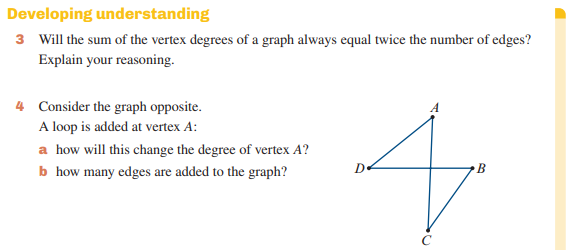 Developing understanding
3 Will the sum of the vertex degrees of a graph always equal twice the number of edges?
Explain your reasoning.
4 Consider the graph opposite.
A loop is added at vertex A:
a how will this change the degree of vertex A?
b how many edges are added to the graph?
A
D
B
C